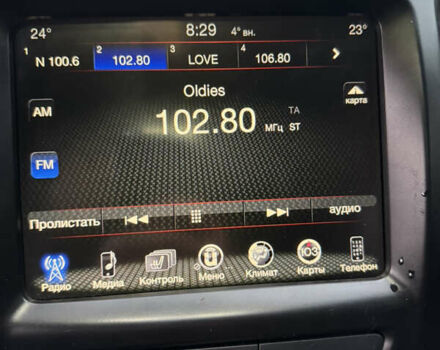 24° 8:29 4° вн. 23°
1 N 100.6 2 102.80 3 LOVE 4 106.80
Oldies
AM 102.80 МГц TA ST карта
FM
Пролистать аудио
Радио Медиа Контроль Меню Климат Карты Телефон